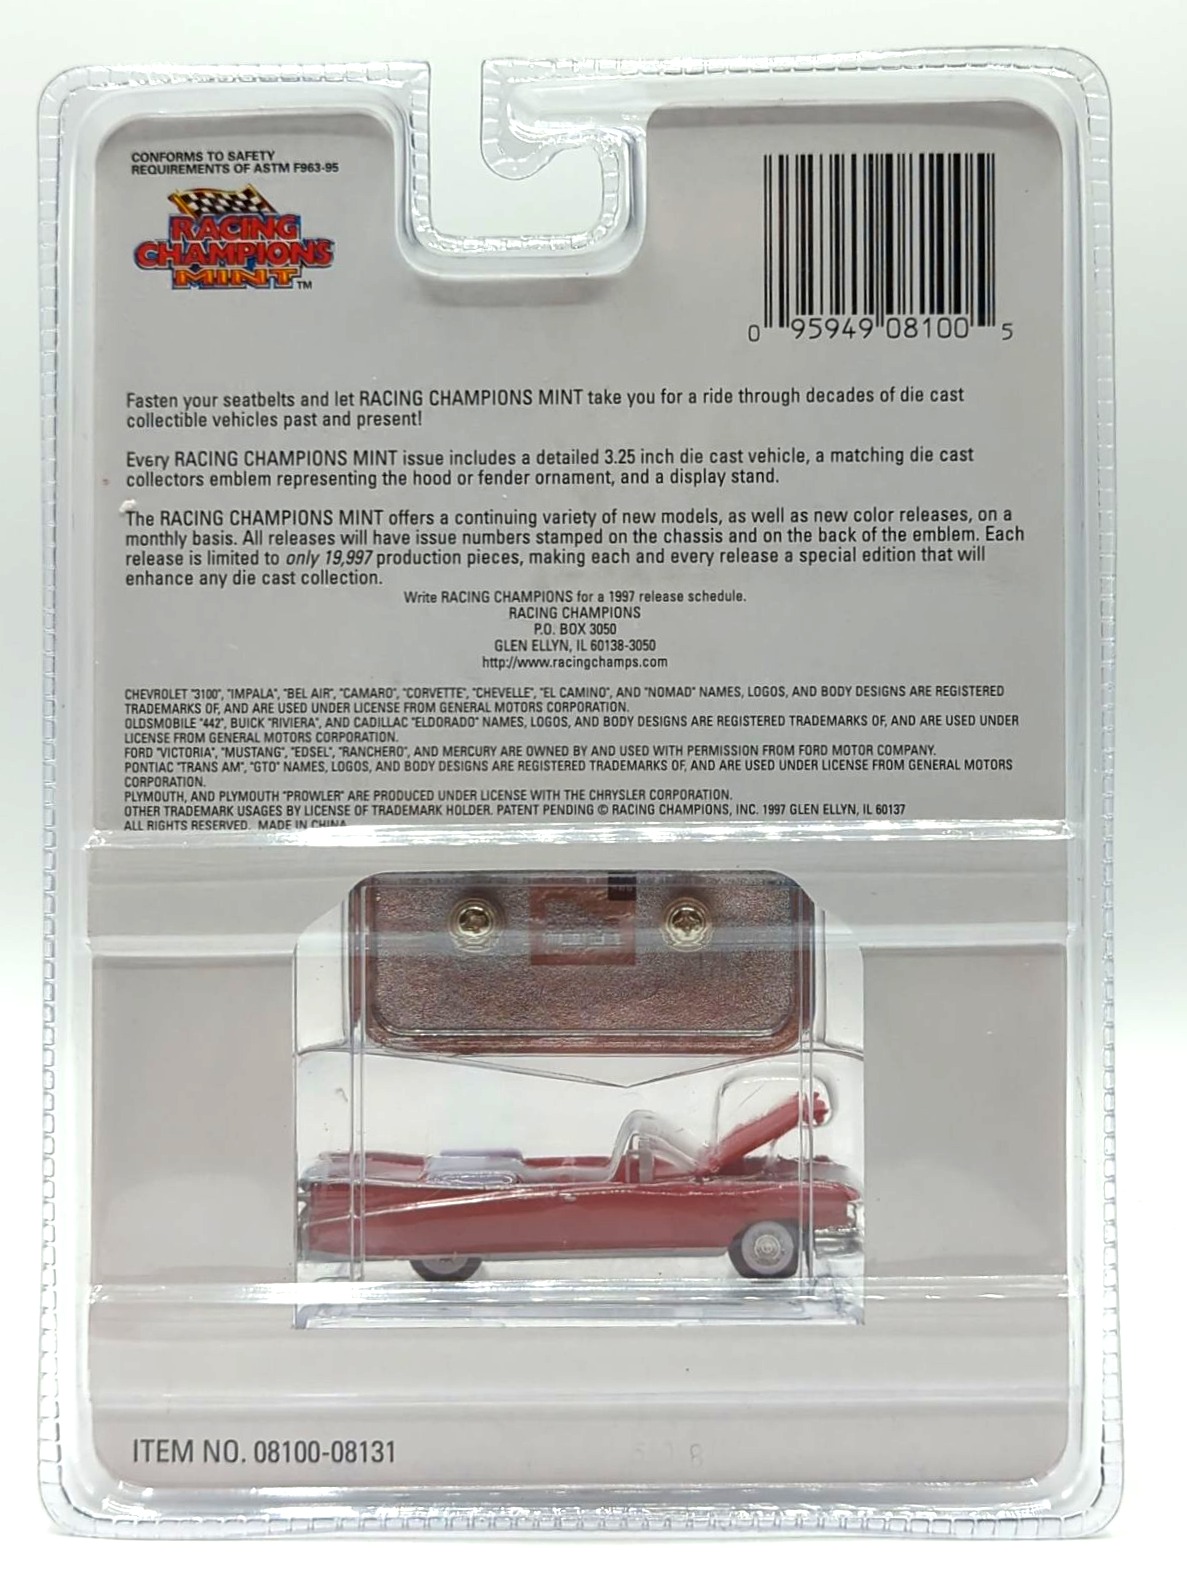 CONFORMS TO SAFETY
REQUIREMENTS OF ASTM F963-95
RACING
CHAMPIONS
MINT™
0 95949 08100 5
Fasten your seatbelts and let RACING CHAMPIONS MINT take you for a ride through decades of die cast
collectible vehicles past and present!
Every RACING CHAMPIONS MINT issue includes a detailed 3.25 inch die cast vehicle, a matching die cast
collectors emblem representing the hood or fender ornament, and a display stand.
The RACING CHAMPIONS MINT offers a continuing variety of new models, as well as new color releases, on a
monthly basis. All releases will have issue numbers stamped on the chassis and on the back of the emblem. Each
release is limited to only 19,997 production pieces, making each and every release a special edition that will
enhance any die cast collection.
Write RACING CHAMPIONS for a 1997 release schedule.
RACING CHAMPIONS
P.O. BOX 3050
GLEN ELLYN, IL 60138-3050
http://www.racingchamps.com
CHEVROLET "3100", "IMPALA", "BEL AIR", "CAMARO", "CORVETTE", "CHEVELLE", "EL CAMINO", AND "NOMAD" NAMES, LOGOS, AND BODY DESIGNS ARE REGISTERED
TRADEMARKS OF, AND ARE USED UNDER LICENSE FROM GENERAL MOTORS CORPORATION.
OLDSMOBILE "442", BUICK "RIVIERA", AND CADILLAC "ELDORADO" NAMES, LOGOS, AND BODY DESIGNS ARE REGISTERED TRADEMARKS OF, AND ARE USED UNDER
LICENSE FROM GENERAL MOTORS CORPORATION.
FORD "VICTORIA", "MUSTANG", "EDSEL", "RANCHERO", AND MERCURY ARE OWNED BY AND USED WITH PERMISSION FROM FORD MOTOR COMPANY.
PONTIAC "TRANS AM", "GTO" NAMES, LOGOS, AND BODY DESIGNS ARE REGISTERED TRADEMARKS OF, AND ARE USED UNDER LICENSE FROM GENERAL MOTORS
CORPORATION.
PLYMOUTH, AND PLYMOUTH "PROWLER" ARE PRODUCED UNDER LICENSE WITH THE CHRYSLER CORPORATION.
OTHER TRADEMARK USAGES BY LICENSE OF TRADEMARK HOLDER. PATENT PENDING © RACING CHAMPIONS, INC. 1997 GLEN ELLYN, IL 60137
ALL RIGHTS RESERVED. MADE IN CHINA
ITEM NO. 08100-08131